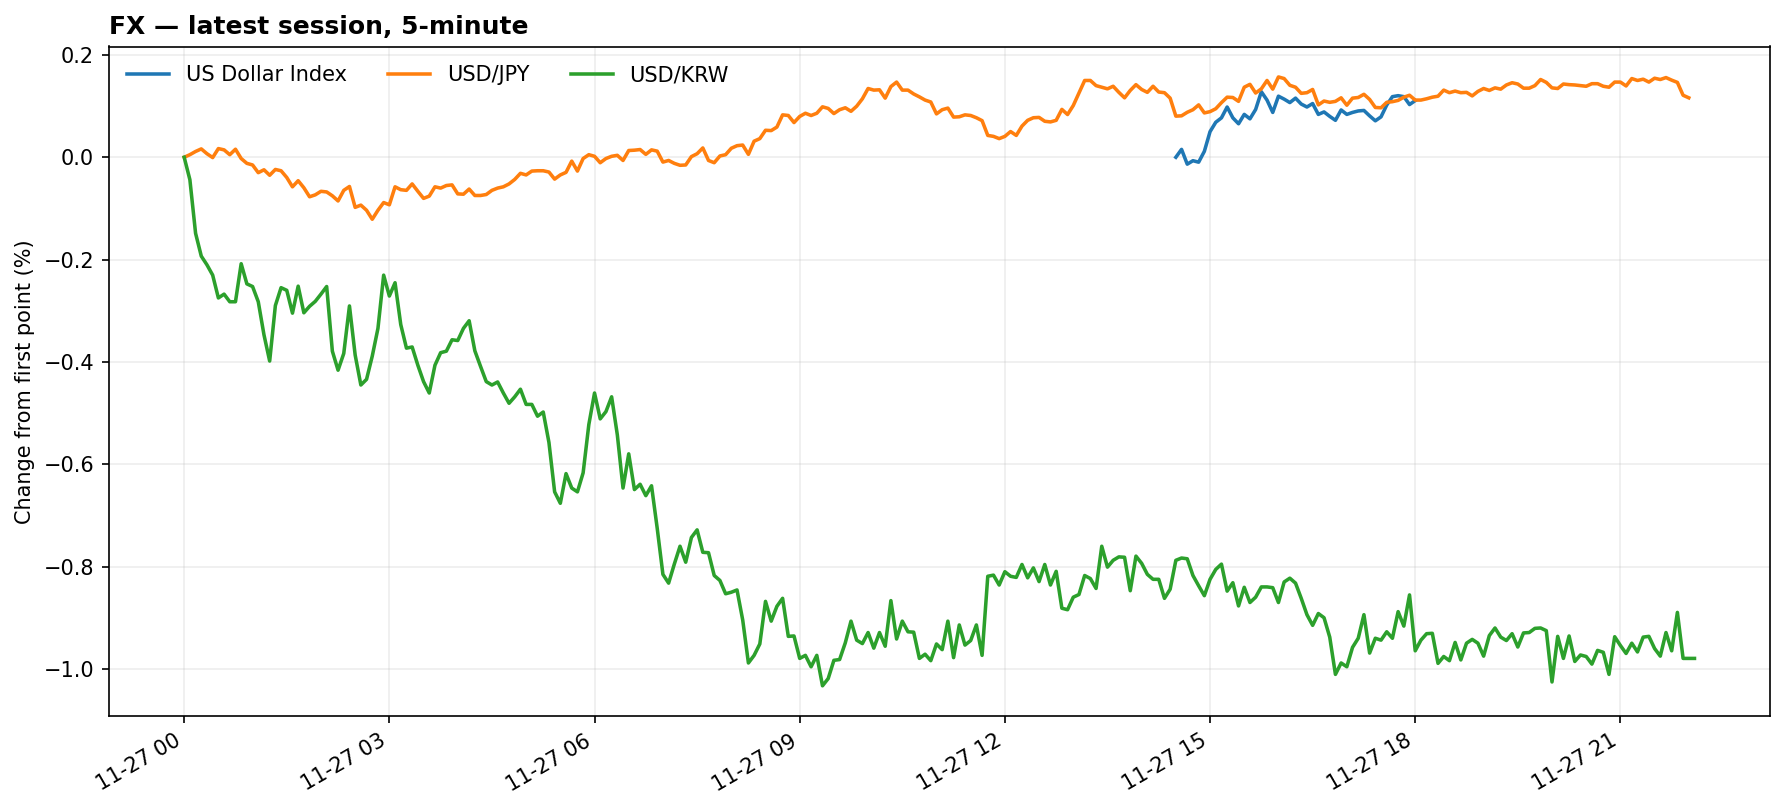 FX — latest session, 5-minute
US Dollar Index USD/JPY USD/KRW
Change from first point (%)
0.2
0.0
−0.2
−0.4
−0.6
−0.8
−1.0
11-27 00 11-27 03 11-27 06 11-27 09 11-27 12 11-27 15 11-27 18 11-27 21